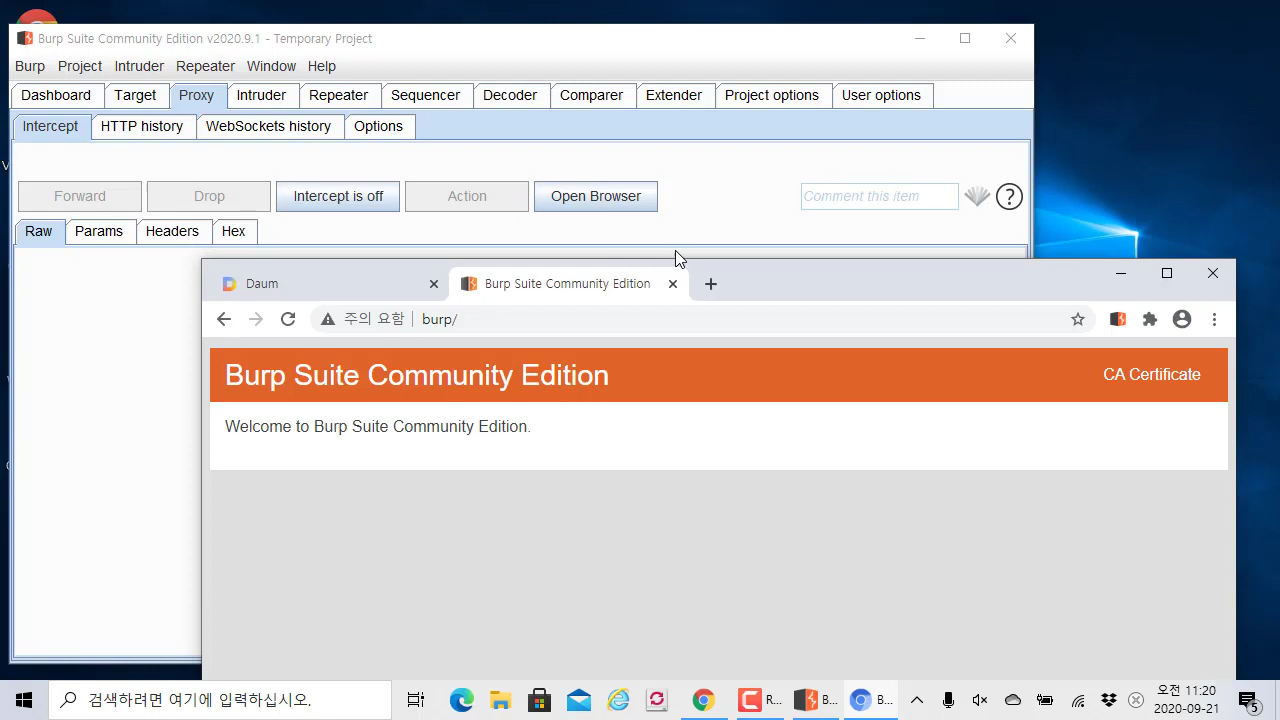 Burp Suite Community Edition v2020.9.1 - Temporary Project
Burp Project Intruder Repeater Window Help
Dashboard Target Proxy Intruder Repeater Sequencer Decoder Comparer Extender Project options User options
Intercept HTTP history WebSockets history Options
Forward Drop Intercept is off Action Open Browser Comment this item ?
Raw Params Headers Hex
Daum Burp Suite Community Edition
주의 요함 burp/
Burp Suite Community Edition CA Certificate
Welcome to Burp Suite Community Edition.
검색하려면 여기에 입력하십시오. R... B... B... 오전 11:20
2020-09-21 5